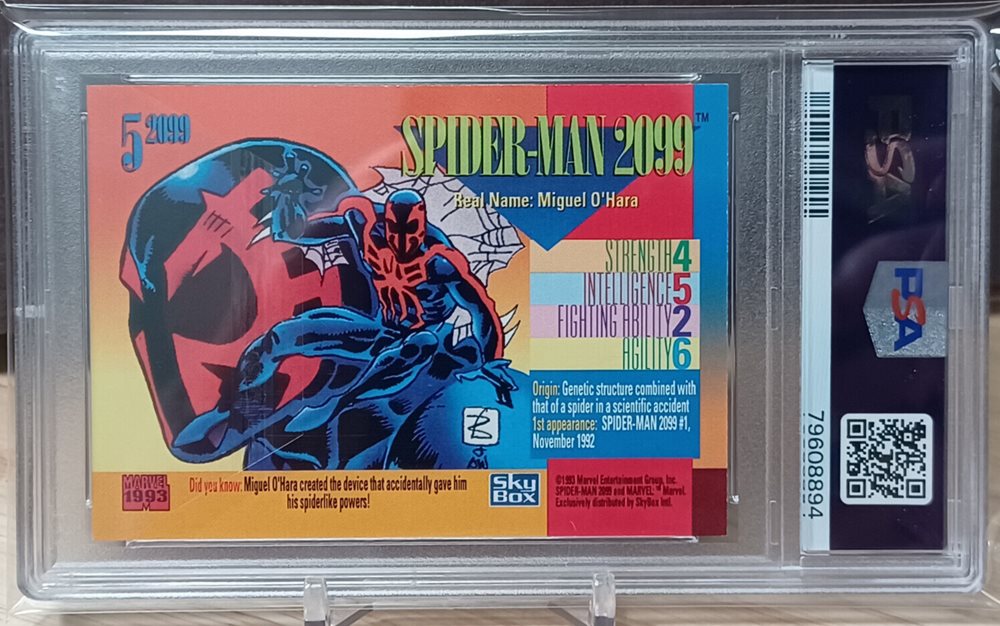 5 2099
SPIDER-MAN 2099 ™
Real Name: Miguel O'Hara
STRENGTH 4
INTELLIGENCE 5
FIGHTING ABILITY 2
AGILITY 6
Origin: Genetic structure combined with
that of a spider in a scientific accident
1st appearance: SPIDER-MAN 2099 #1,
November 1992
MARVEL
1993
Did you know: Miguel O'Hara created the device that accidentally gave him
his spiderlike powers!
Sky
Box
©1993 Marvel Entertainment Group, Inc.
SPIDER-MAN 2099 and MARVEL: ™ Marvel.
Exclusively distributed by SkyBox Intl.
PSA
79608894